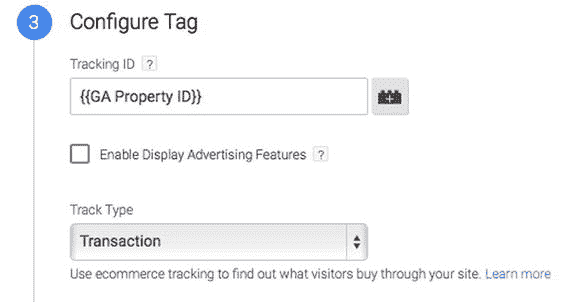 3 Configure Tag
Tracking ID ?
{{GA Property ID}}
Enable Display Advertising Features ?
Track Type
Transaction
Use ecommerce tracking to find out what visitors buy through your site. Learn more